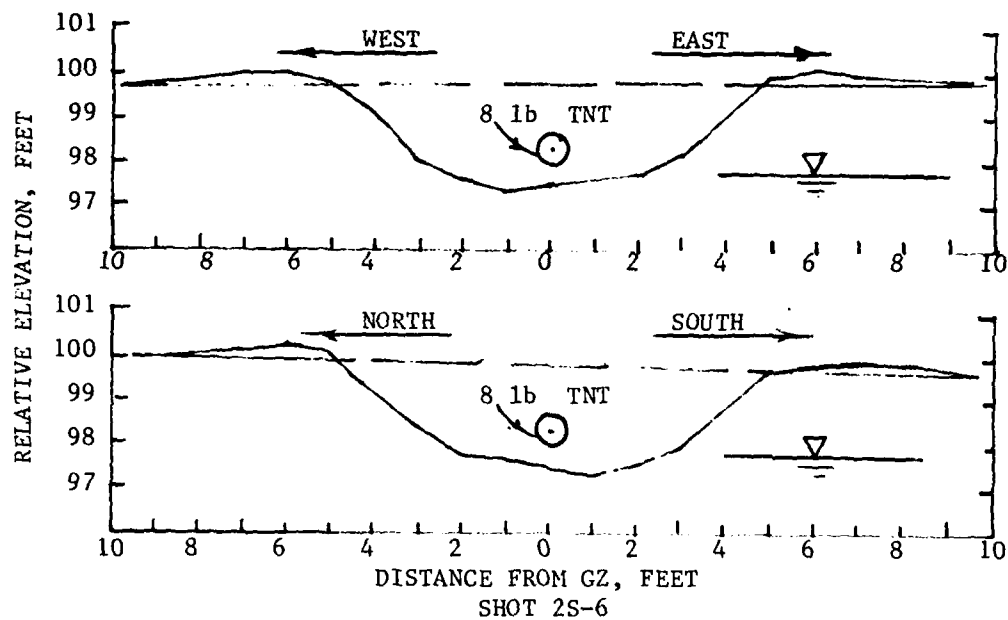 101
100
99
98
97
WEST
EAST
8 lb TNT
10 8 6 4 2 0 2 4 6 8 10
RELATIVE ELEVATION, FEET
101
100
99
98
97
NORTH
SOUTH
8 lb TNT
10 8 6 4 2 0 2 4 6 8 10
DISTANCE FROM GZ, FEET
SHOT 2S-6